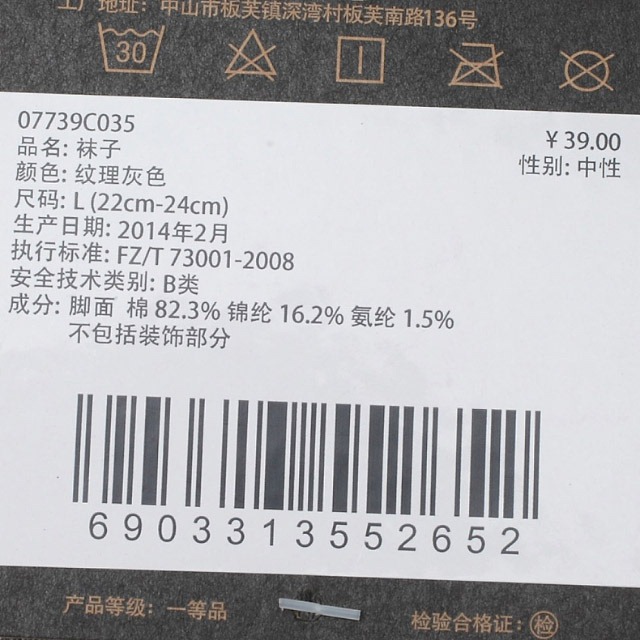 工厂地址：中山市板芙镇深湾村板芙南路136号
30
07739C035
¥ 39.00
品名: 袜子
性别: 中性
颜色: 纹理灰色
尺码: L (22cm-24cm)
生产日期: 2014年2月
执行标准: FZ/T 73001-2008
安全技术类别: B类
成分: 脚面 棉 82.3% 锦纶 16.2% 氨纶 1.5%
不包括装饰部分
6903313552652
产品等级: 一等品
检验合格证: 检